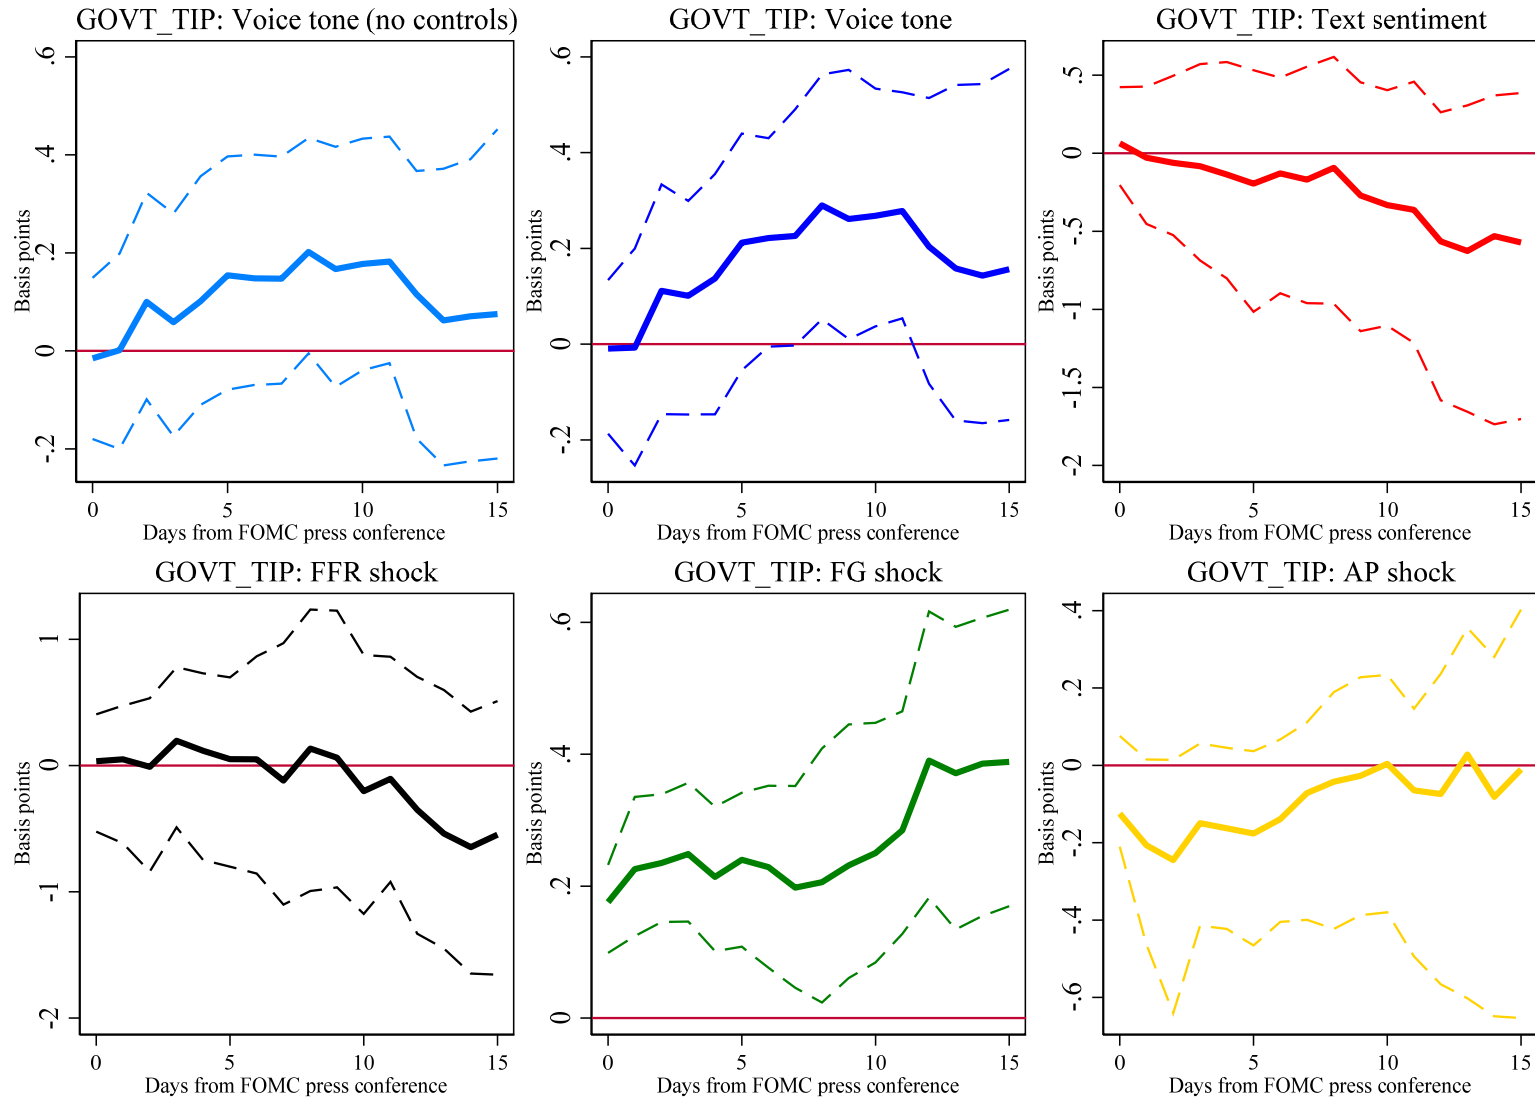 GOVT_TIP: Voice tone (no controls)
Basis points
.6
.4
.2
0
-.2
0 5 10 15
Days from FOMC press conference
GOVT_TIP: Voice tone
Basis points
.6
.4
.2
0
-.2
0 5 10 15
Days from FOMC press conference
GOVT_TIP: Text sentiment
Basis points
.5
0
-.5
-1
-1.5
-2
0 5 10 15
Days from FOMC press conference
GOVT_TIP: FFR shock
Basis points
1
0
-1
-2
0 5 10 15
Days from FOMC press conference
GOVT_TIP: FG shock
Basis points
.6
.4
.2
0
0 5 10 15
Days from FOMC press conference
GOVT_TIP: AP shock
Basis points
.4
.2
0
-.2
-.4
-.6
0 5 10 15
Days from FOMC press conference